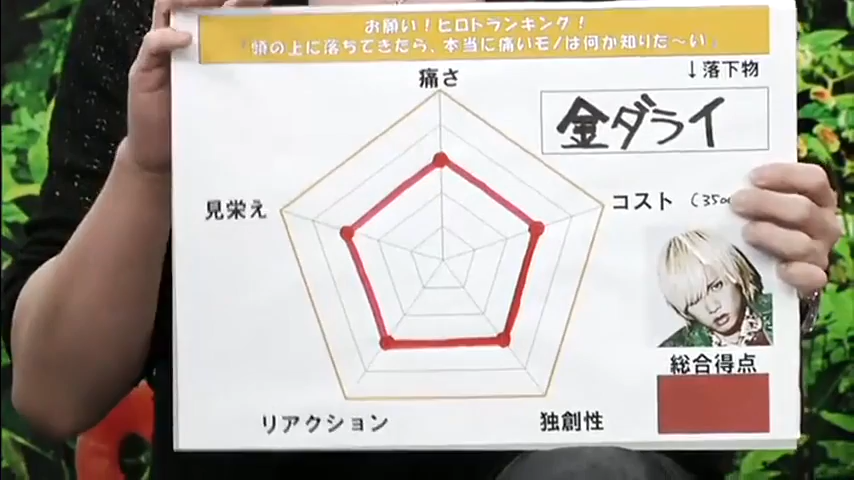 お願い！ヒロトランキング！
「頭の上に落ちてきたら、本当に痛いモノは何か知りた〜い」
↓落下物
金ダライ
痛さ
コスト
見栄え
リアクション
独創性
総合得点